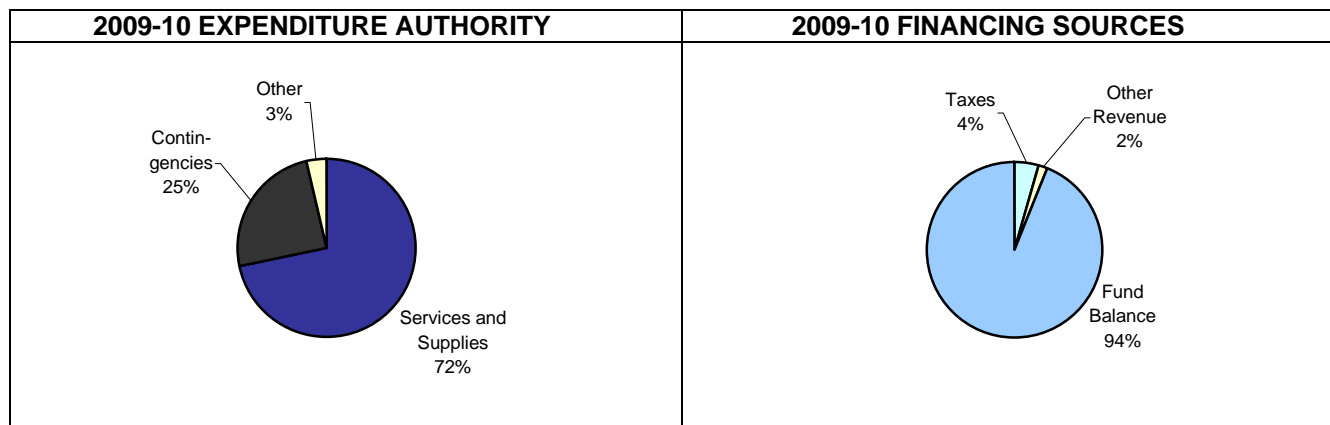 2009-10 EXPENDITURE AUTHORITY
Other
3%
Contin-
gencies
25%
Services and
Supplies
72%
2009-10 FINANCING SOURCES
Taxes
4%
Other
Revenue
2%
Fund
Balance
94%